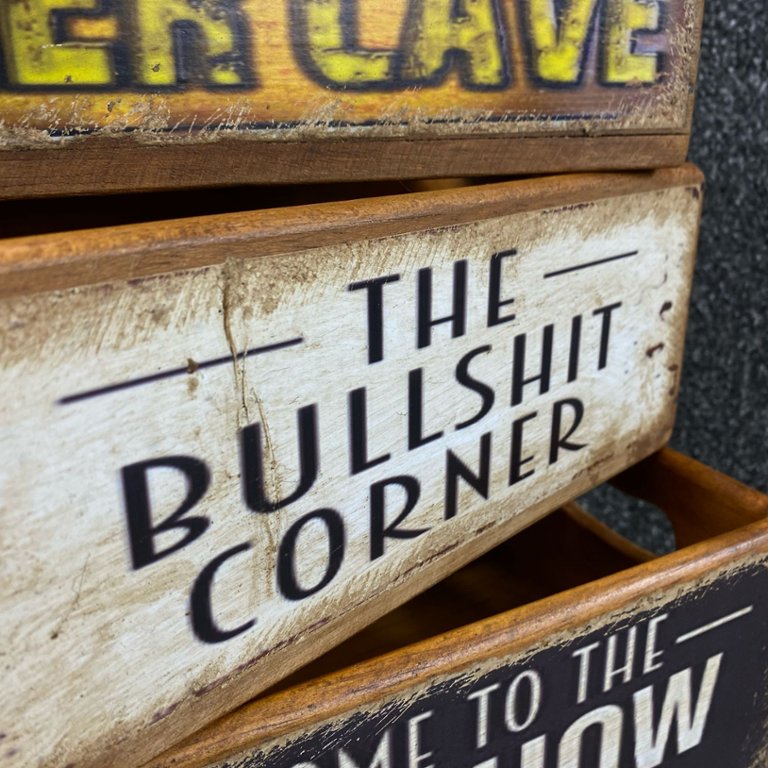 ER CAVE
THE
BULLSHIT
CORNER
OME TO THE
HOW